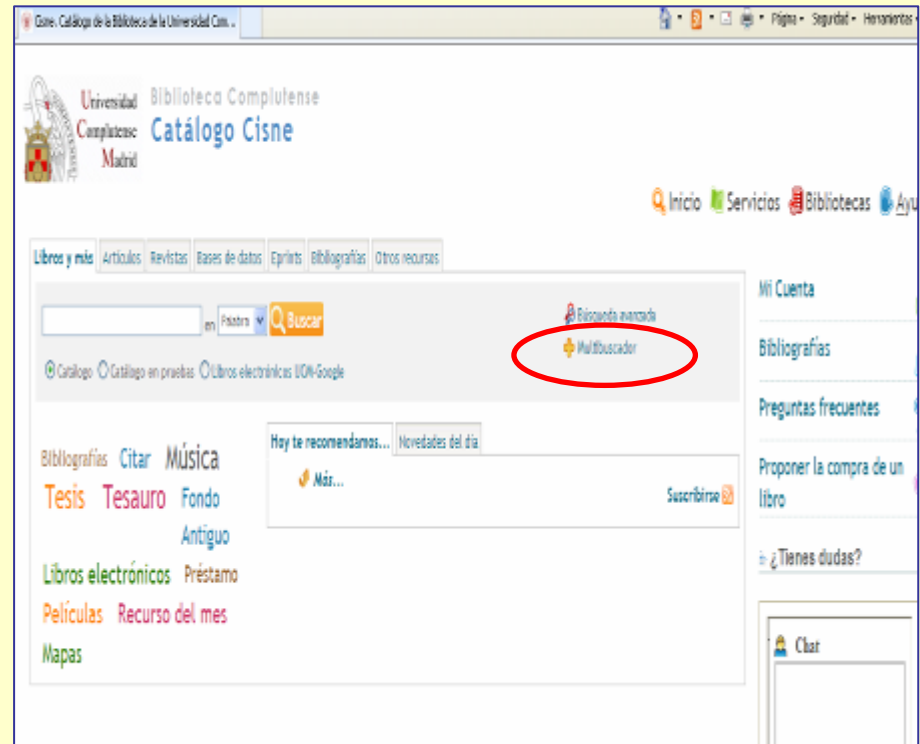 Cisne. Catálogo de la Biblioteca de la Universidad Com...
Página Seguridad Herramientas
Universidad
Complutense
Madrid
Biblioteca Complutense
Catálogo Cisne
Inicio Servicios Bibliotecas Ayu
Libros y más Artículos Revistas Bases de datos Eprints Bibliografías Otros recursos
en Palabra Buscar
Búsqueda avanzada
Multibuscador
Catálogo Catálogo en pruebas Libros electrónicos UCM-Google
Mi Cuenta
Bibliografías
Preguntas frecuentes
Proponer la compra de un
libro
¿Tienes dudas?
Chat
Bibliografías Citar Música
Tesis Tesauro Fondo
Antiguo
Libros electrónicos Préstamo
Películas Recurso del mes
Mapas
Hoy te recomendamos... Novedades del día
Más...
Suscribirse